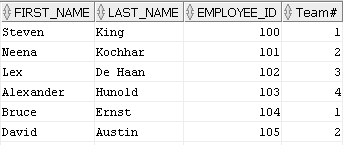 FIRST_NAME LAST_NAME EMPLOYEE_ID Team#
Steven King 100 1
Neena Kochhar 101 2
Lex De Haan 102 3
Alexander Hunold 103 4
Bruce Ernst 104 1
David Austin 105 2